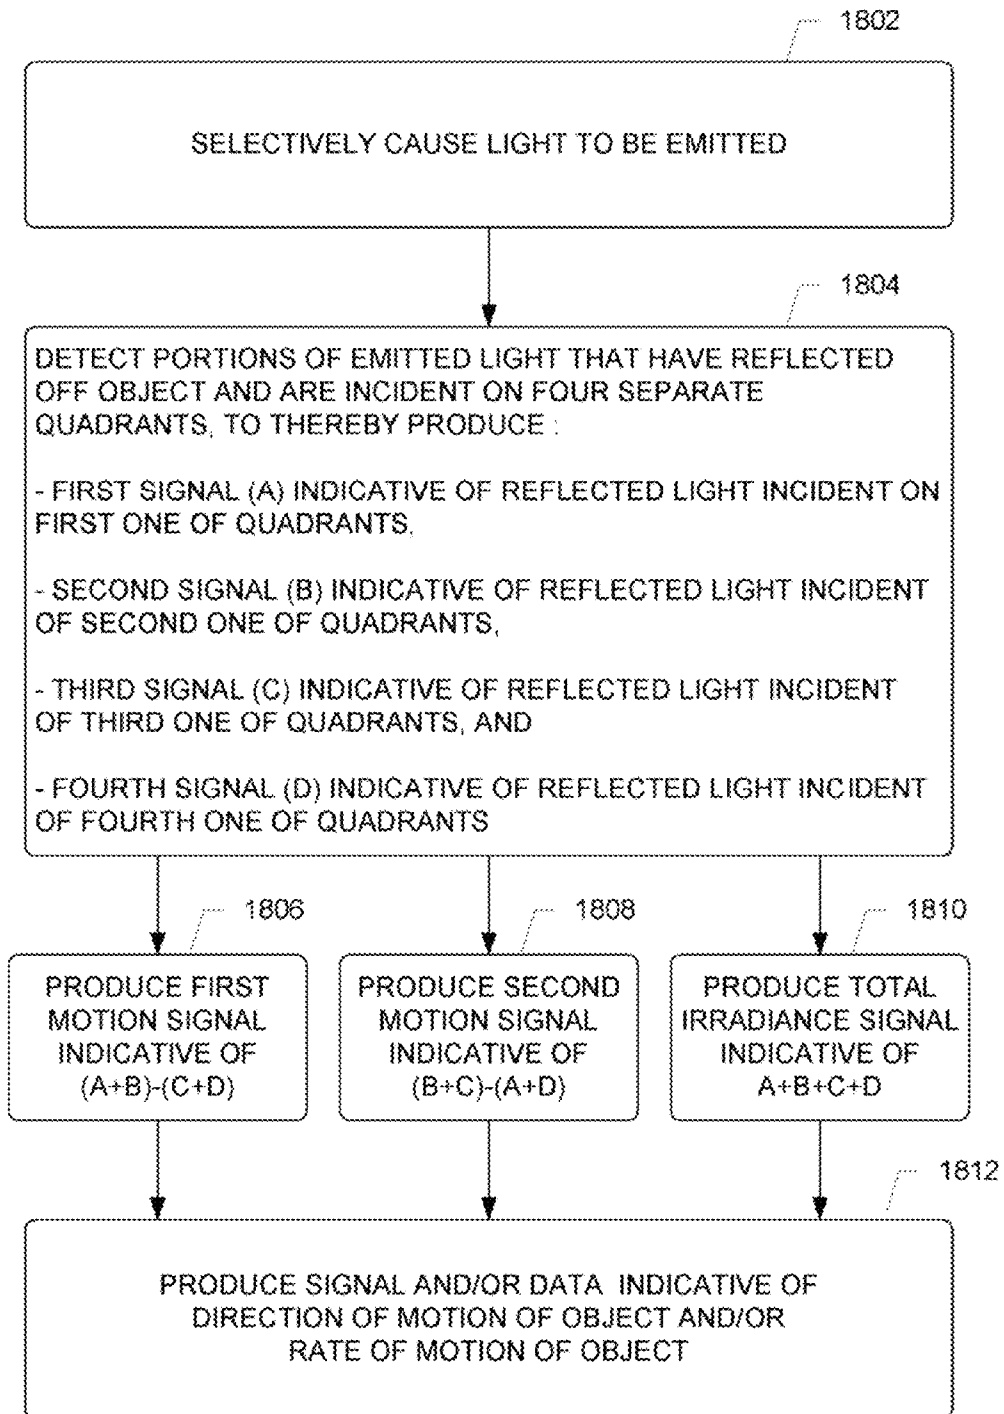 1802
SELECTIVELY CAUSE LIGHT TO BE EMITTED
1804
DETECT PORTIONS OF EMITTED LIGHT THAT HAVE REFLECTED
OFF OBJECT AND ARE INCIDENT ON FOUR SEPARATE
QUADRANTS, TO THEREBY PRODUCE :
- FIRST SIGNAL (A) INDICATIVE OF REFLECTED LIGHT INCIDENT ON
FIRST ONE OF QUADRANTS,
- SECOND SIGNAL (B) INDICATIVE OF REFLECTED LIGHT INCIDENT
OF SECOND ONE OF QUADRANTS,
- THIRD SIGNAL (C) INDICATIVE OF REFLECTED LIGHT INCIDENT
OF THIRD ONE OF QUADRANTS, AND
- FOURTH SIGNAL (D) INDICATIVE OF REFLECTED LIGHT INCIDENT
OF FOURTH ONE OF QUADRANTS
1806
PRODUCE FIRST
MOTION SIGNAL
INDICATIVE OF
(A+B)-(C+D)
1808
PRODUCE SECOND
MOTION SIGNAL
INDICATIVE OF
(B+C)-(A+D)
1810
PRODUCE TOTAL
IRRADIANCE SIGNAL
INDICATIVE OF
A+B+C+D
1812
PRODUCE SIGNAL AND/OR DATA INDICATIVE OF
DIRECTION OF MOTION OF OBJECT AND/OR
RATE OF MOTION OF OBJECT